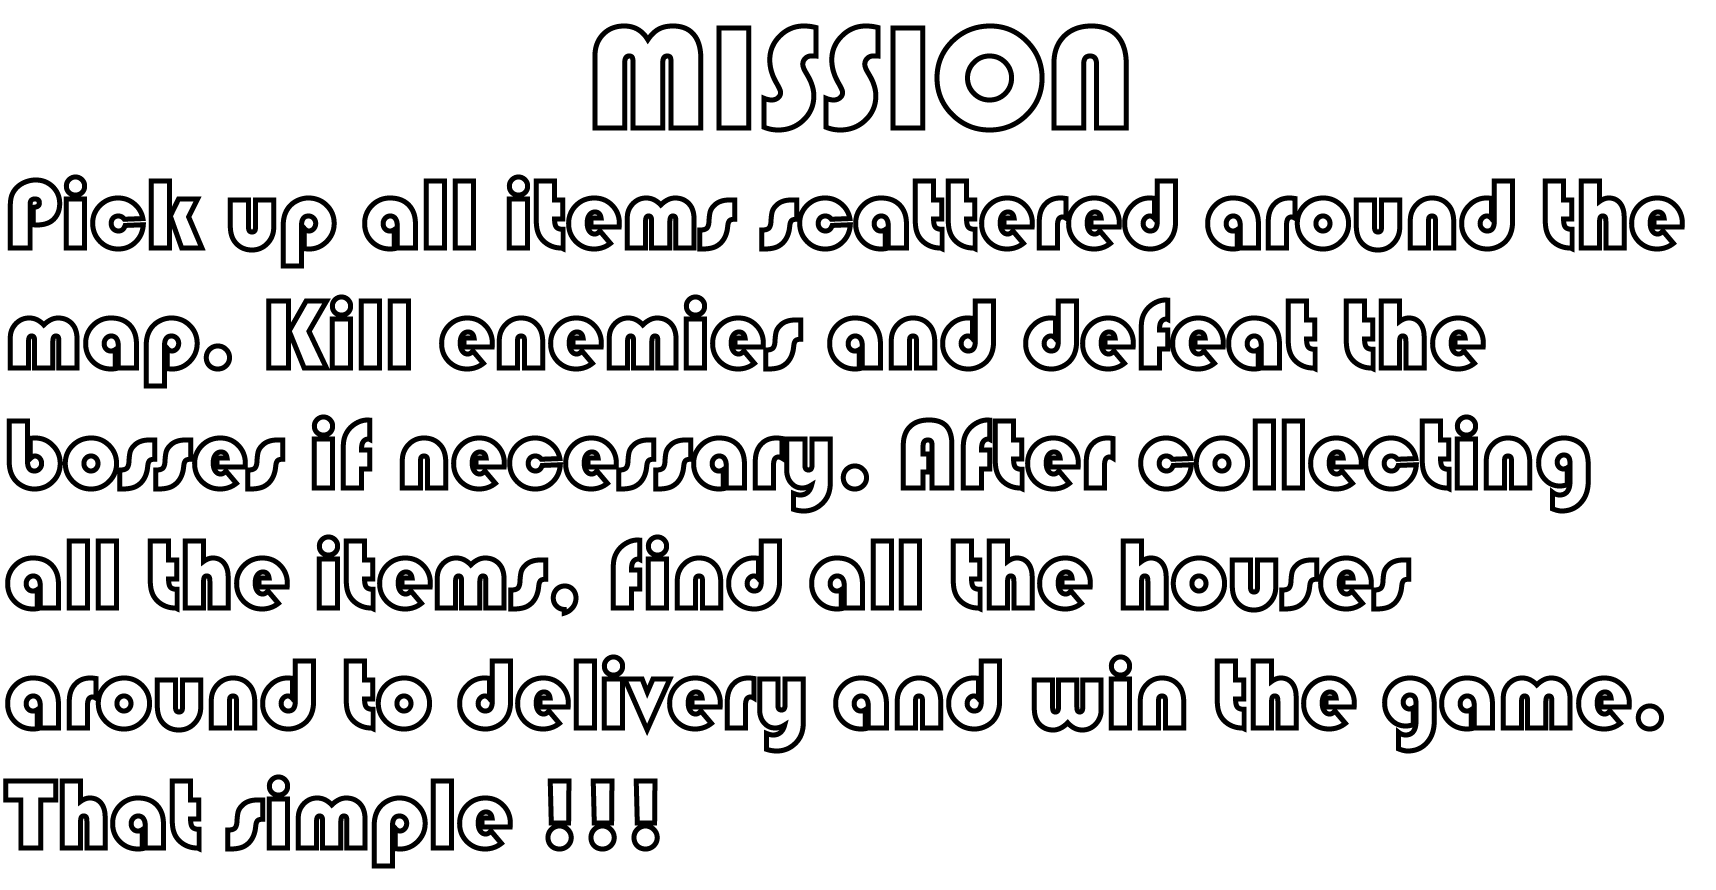 MISSION
Pick up all items scattered around the
map. Kill enemies and defeat the
bosses if necessary. After collecting
all the items, find all the houses
around to delivery and win the game.
That simple !!!